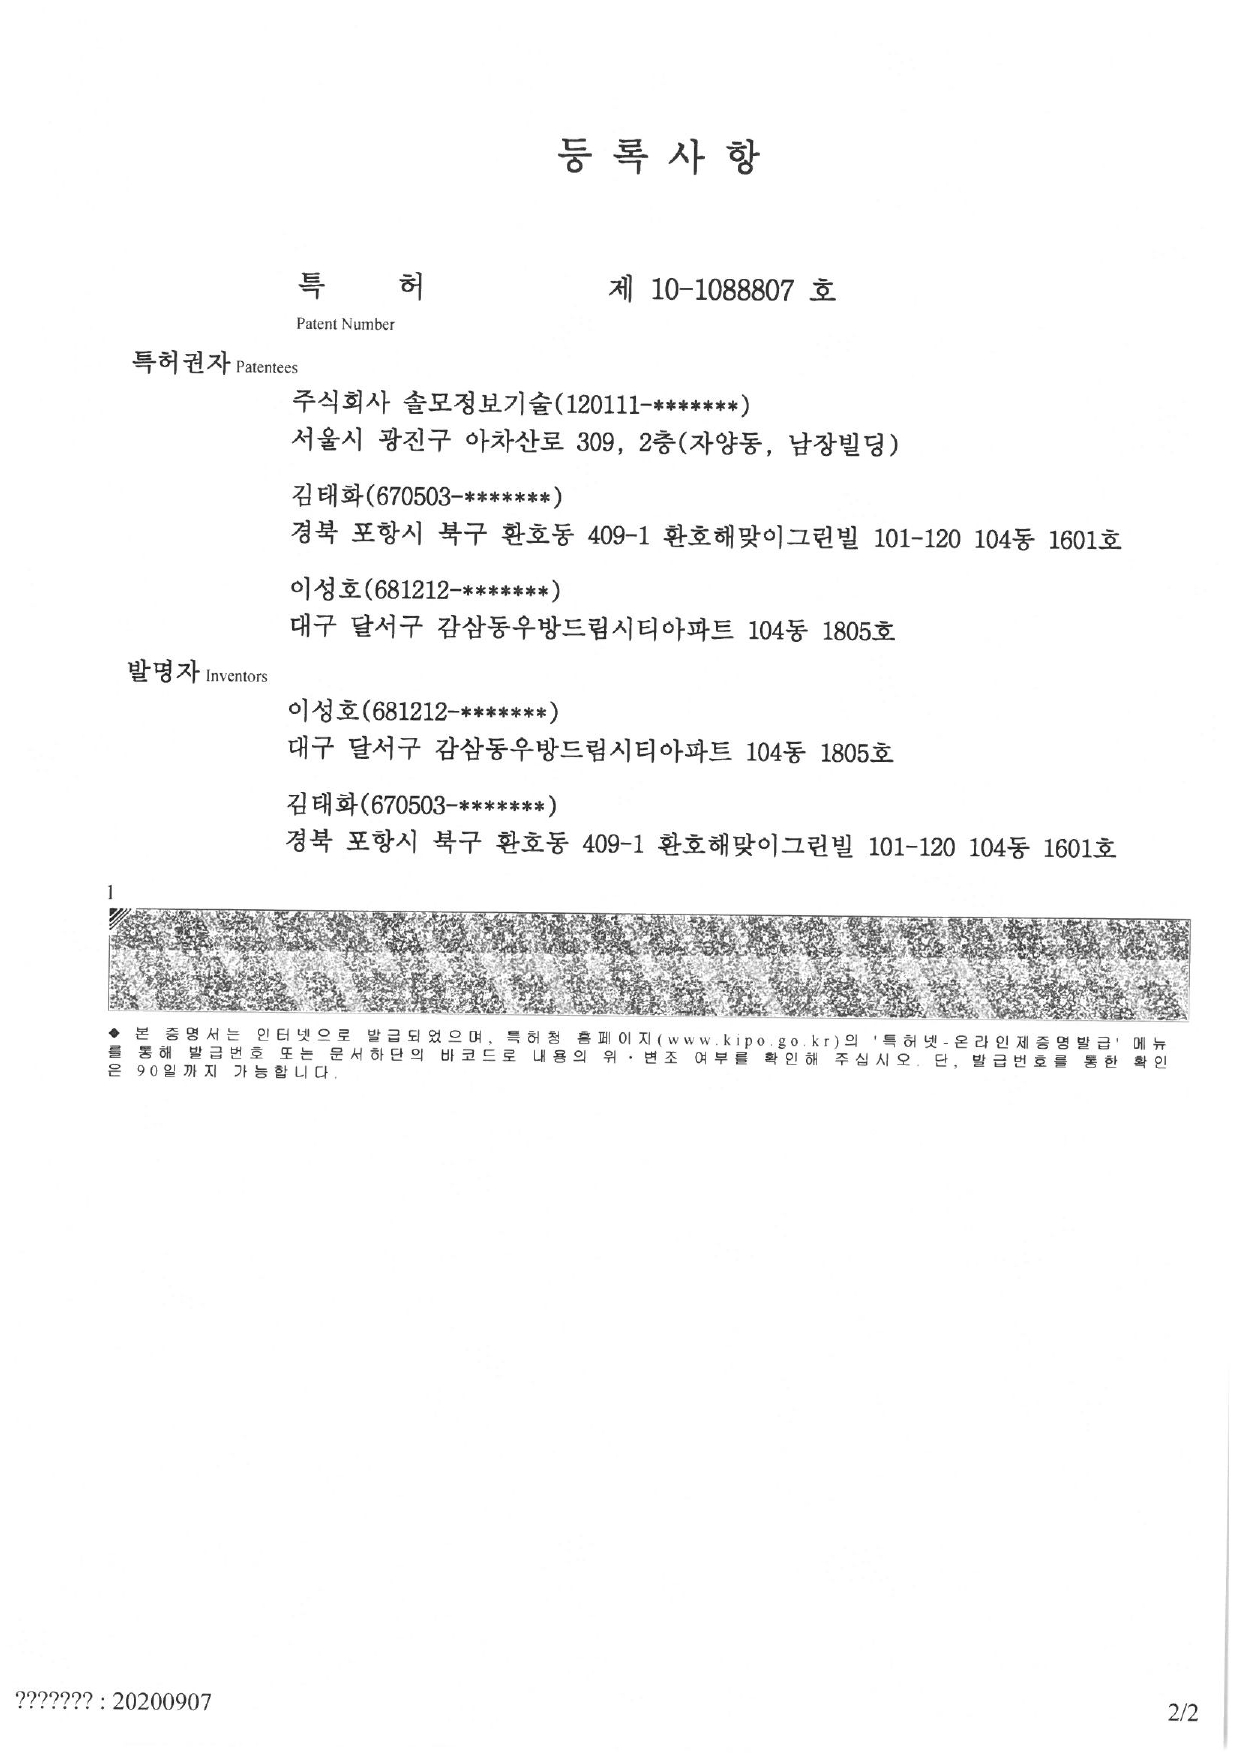 등록사항
특 허 제 10-1088807 호
Patent Number
특허권자 Patentees
주식회사 솔모정보기술(120111-*******)
서울시 광진구 아차산로 309, 2층(자양동, 남장빌딩)
김태화(670503-*******)
경북 포항시 북구 환호동 409-1 환호해맞이그린빌 101-120 104동 1601호
이성호(681212-*******)
대구 달서구 감삼동우방드림시티아파트 104동 1805호
발명자 Inventors
이성호(681212-*******)
대구 달서구 감삼동우방드림시티아파트 104동 1805호
김태화(670503-*******)
경북 포항시 북구 환호동 409-1 환호해맞이그린빌 101-120 104동 1601호
1
◆ 본 증명서는 인터넷으로 발급되었으며, 특허청 홈페이지(www.kipo.go.kr)의 '특허넷-온라인제증명발급' 메뉴
를 통해 발급번호 또는 문서하단의 바코드로 내용의 위·변조 여부를 확인해 주십시오. 단, 발급번호를 통한 확인
은 90일까지 가능합니다.
??????? : 20200907
2/2